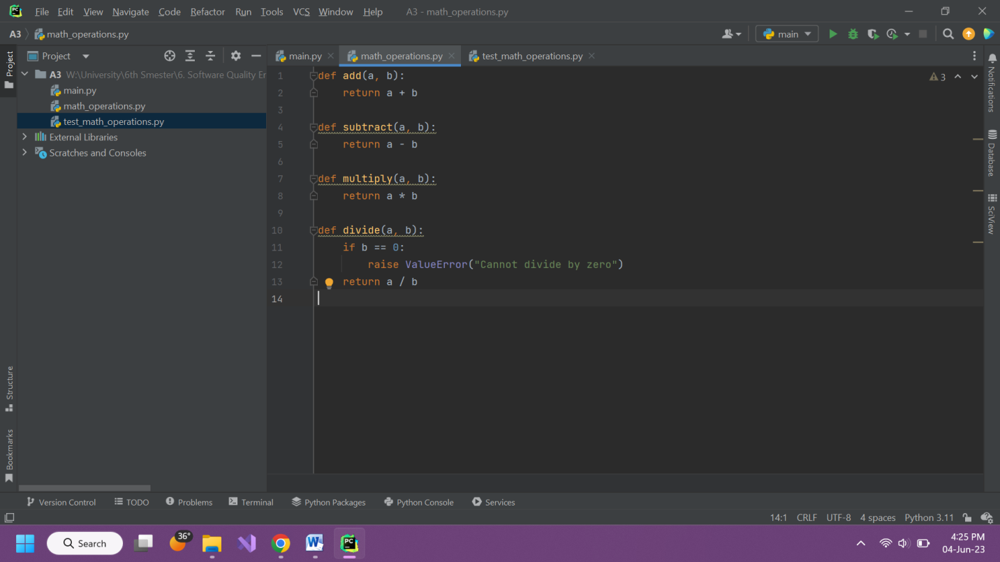 PC File Edit View Navigate Code Refactor Run Tools VCS Window Help A3 - math_operations.py
A3 math_operations.py main
Project
Project
main.py math_operations.py test_math_operations.py
A3 W:\University\6th Smester\6. Software Quality Er
main.py
math_operations.py
test_math_operations.py
External Libraries
Scratches and Consoles
1 def add(a, b):
2 return a + b
3
4 def subtract(a, b):
5 return a - b
6
7 def multiply(a, b):
8 return a * b
9
10 def divide(a, b):
11 if b == 0:
12 raise ValueError("Cannot divide by zero")
13 return a / b
14
3
Notifications
Database
SciView
Structure
Bookmarks
Version Control TODO Problems Terminal Python Packages Python Console Services
14:1 CRLF UTF-8 4 spaces Python 3.11
Search 36° W PC
4:25 PM
04-Jun-23